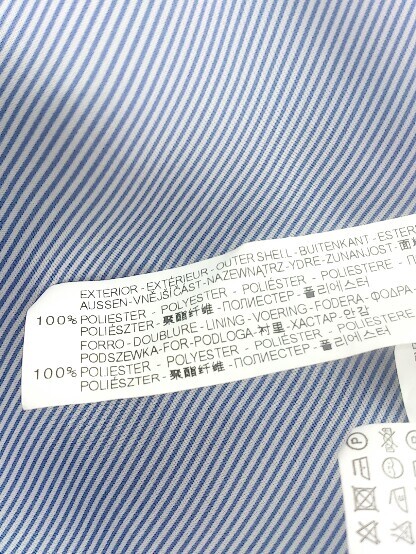 EXTERIOR - EXTÉRIEUR - OUTER SHELL - BUITENKANT - ESTER
AUSSEN - VNĚJŠÍ ČAST - NAZEWNĄTRZ - YDRE - ZUNANJOST - 面
100% POLIESTER - POLYESTER - POLIÉSTER - POLIESTERE - П
POLIÉSZTER - 聚酯纤维 - ПОЛИЕСТЕР - 폴리에스터
FORRO - DOUBLURE - LINING - VOERING - FODERA - ФОДРА -
PODSZEWKA - FOR - PODLOGA - 衬里 - ХАСТАР - 안감
100% POLIESTER - POLYESTER - POLIÉSTER - POLIESTERE
POLIÉSZTER - 聚酯纤维 - ПОЛИЕСТЕР - 폴리에스터
P